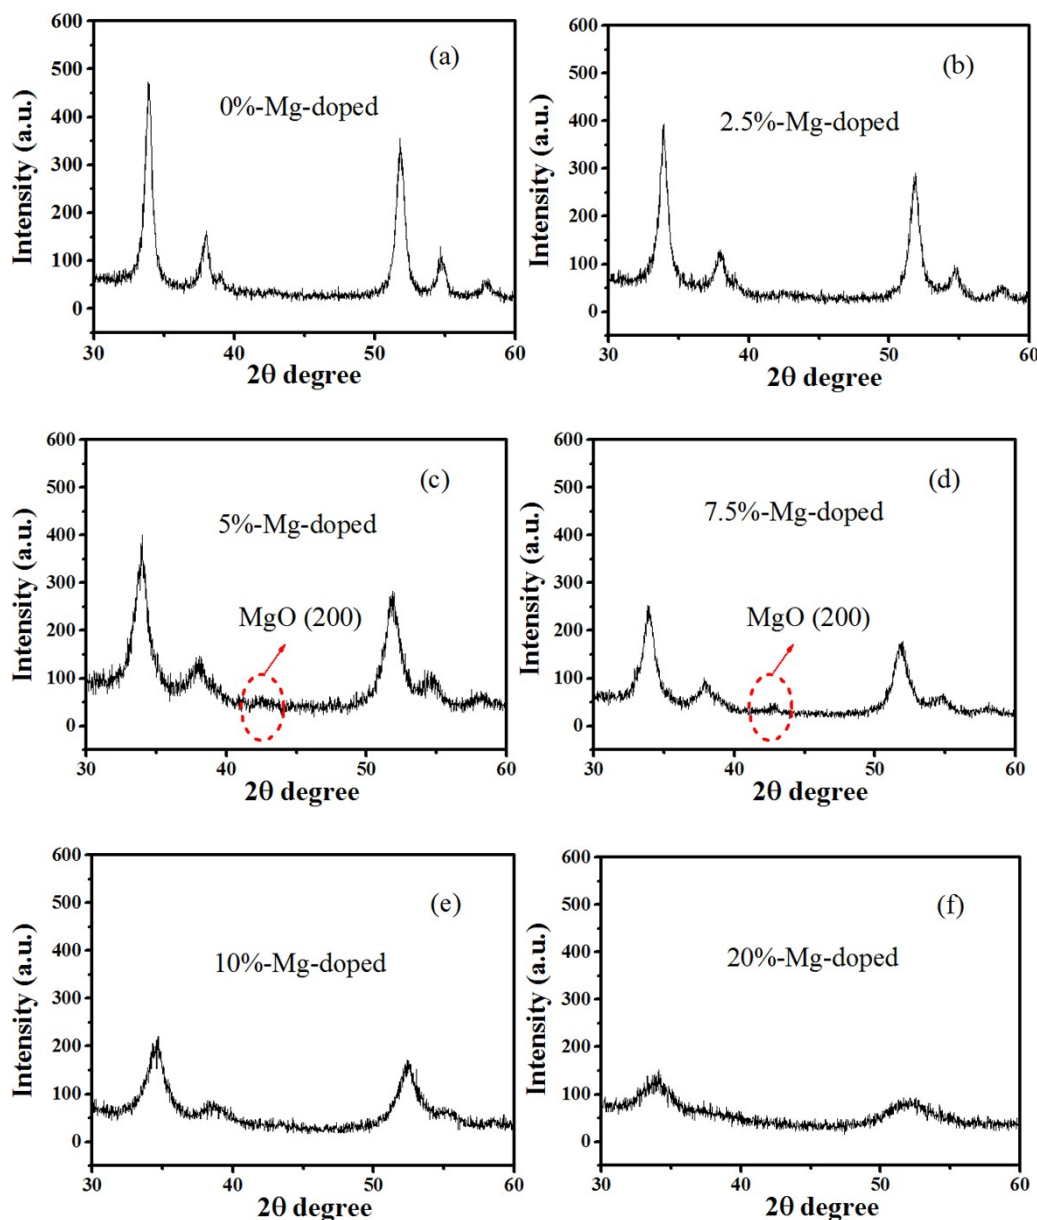 600
500
400
300
200
100
0
Intensity (a.u.)
(a)
0%-Mg-doped
30 40 50 60
2θ degree
600
500
400
300
200
100
0
Intensity (a.u.)
(b)
2.5%-Mg-doped
30 40 50 60
2θ degree
600
500
400
300
200
100
0
Intensity (a.u.)
(c)
5%-Mg-doped
MgO (200)
30 40 50 60
2θ degree
600
500
400
300
200
100
0
Intensity (a.u.)
(d)
7.5%-Mg-doped
MgO (200)
30 40 50 60
2θ degree
600
500
400
300
200
100
0
Intensity (a.u.)
(e)
10%-Mg-doped
30 40 50 60
2θ degree
600
500
400
300
200
100
0
Intensity (a.u.)
(f)
20%-Mg-doped
30 40 50 60
2θ degree